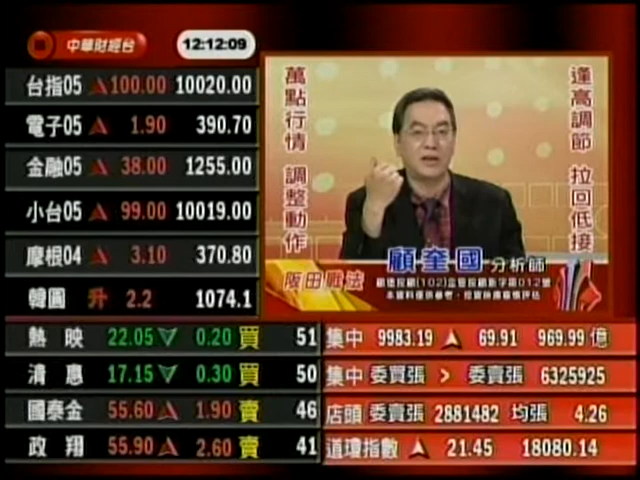 中華財經台 12:12:09
台指05 ▲100.00 10020.00
電子05 ▲ 1.90 390.70
金融05 ▲ 38.00 1255.00
小台05 ▲ 99.00 10019.00
摩根04 ▲ 3.10 370.80
韓圓 升 2.2 1074.1
萬點行情 調整動作
逢高調節 拉回低接
阪田戰法
顧奎國 分析師
熱映 22.05 ▽ 0.20 買 51
清惠 17.15 ▽ 0.30 買 50
國泰金 55.60 ▲ 1.90 賣 46
政翔 55.90 ▲ 2.60 賣 41
集中 9983.19 ▲ 69.91 969.99 億
集中 委買張 > 委賣張 6325925
店頭 委賣張 2881482 均張 4.26
道瓊指數 ▲ 21.45 18080.14